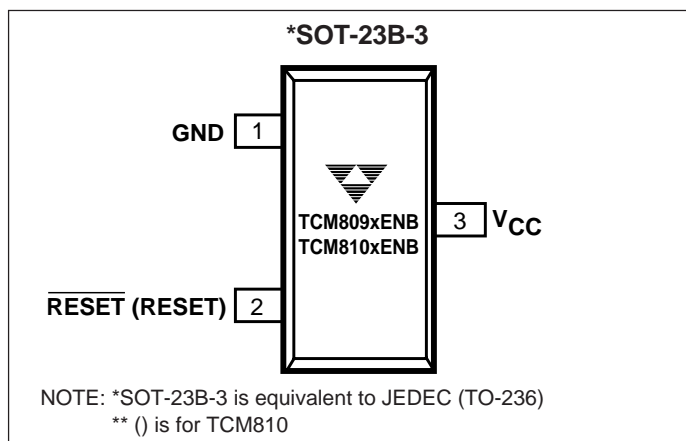 *SOT-23B-3
GND 1
TCM809xENB
TCM810xENB
3 VCC
RESET (RESET) 2
NOTE: *SOT-23B-3 is equivalent to JEDEC (TO-236)
** () is for TCM810